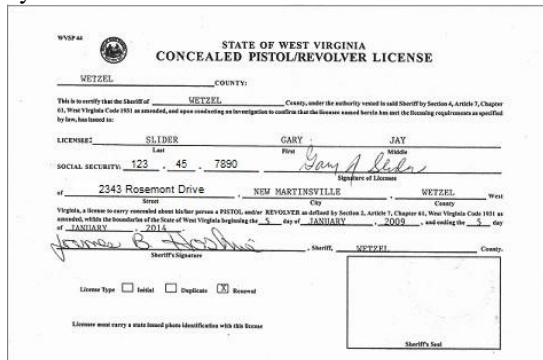 WVSP 44
STATE OF WEST VIRGINIA
CONCEALED PISTOL/REVOLVER LICENSE
WETZEL COUNTY:
This is to certify that the Sheriff of WETZEL County, under the authority vested in said Sheriff by Section 4, Article 7, Chapter
61, West Virginia Code 1931 as amended, and upon conducting an investigation to confirm that the licensee named herein has met the licensing requirements as specified
by law, has issued to:
LICENSEE: SLIDER GARY JAY
Last First Middle
SOCIAL SECURITY: 123 . 45 . 7890 Gary J Slider
Signature of Licensee
of 2343 Rosemont Drive , NEW MARTINSVILLE , WETZEL West
Street City County
Virginia, a license to carry concealed about his/her person a PISTOL and/or REVOLVER as defined by Section 2, Article 7, Chapter 61, West Virginia Code 1931 as
amended, within the boundaries of the State of West Virginia beginning the 5 day of JANUARY , 2009 , and ending the 5 day
of JANUARY , 2014 .
, Sheriff, WETZEL County.
Sheriff's Signature
License Type Initial Duplicate X Renewal
Licensee must carry a state issued photo identification with this license
Sheriff's Seal